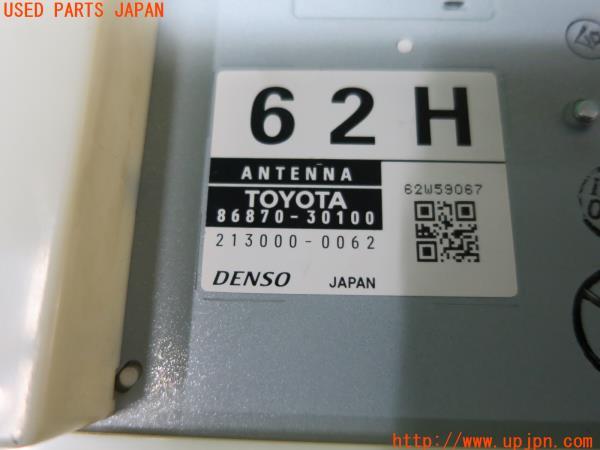 USED PARTS JAPAN
62H
ANTENNA
TOYOTA
86870-30100
62W59067
213000-0062
DENSO JAPAN
http://www.upjpn.com